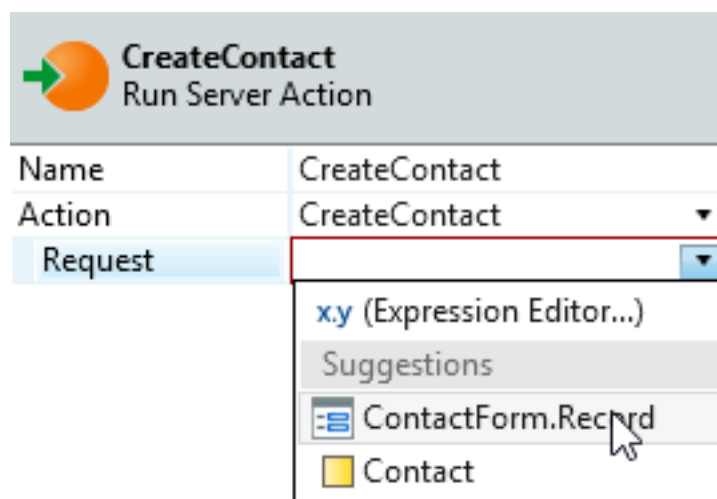 CreateContact
Run Server Action
Name CreateContact
Action CreateContact
Request
x.y (Expression Editor...)
Suggestions
ContactForm.Record
Contact